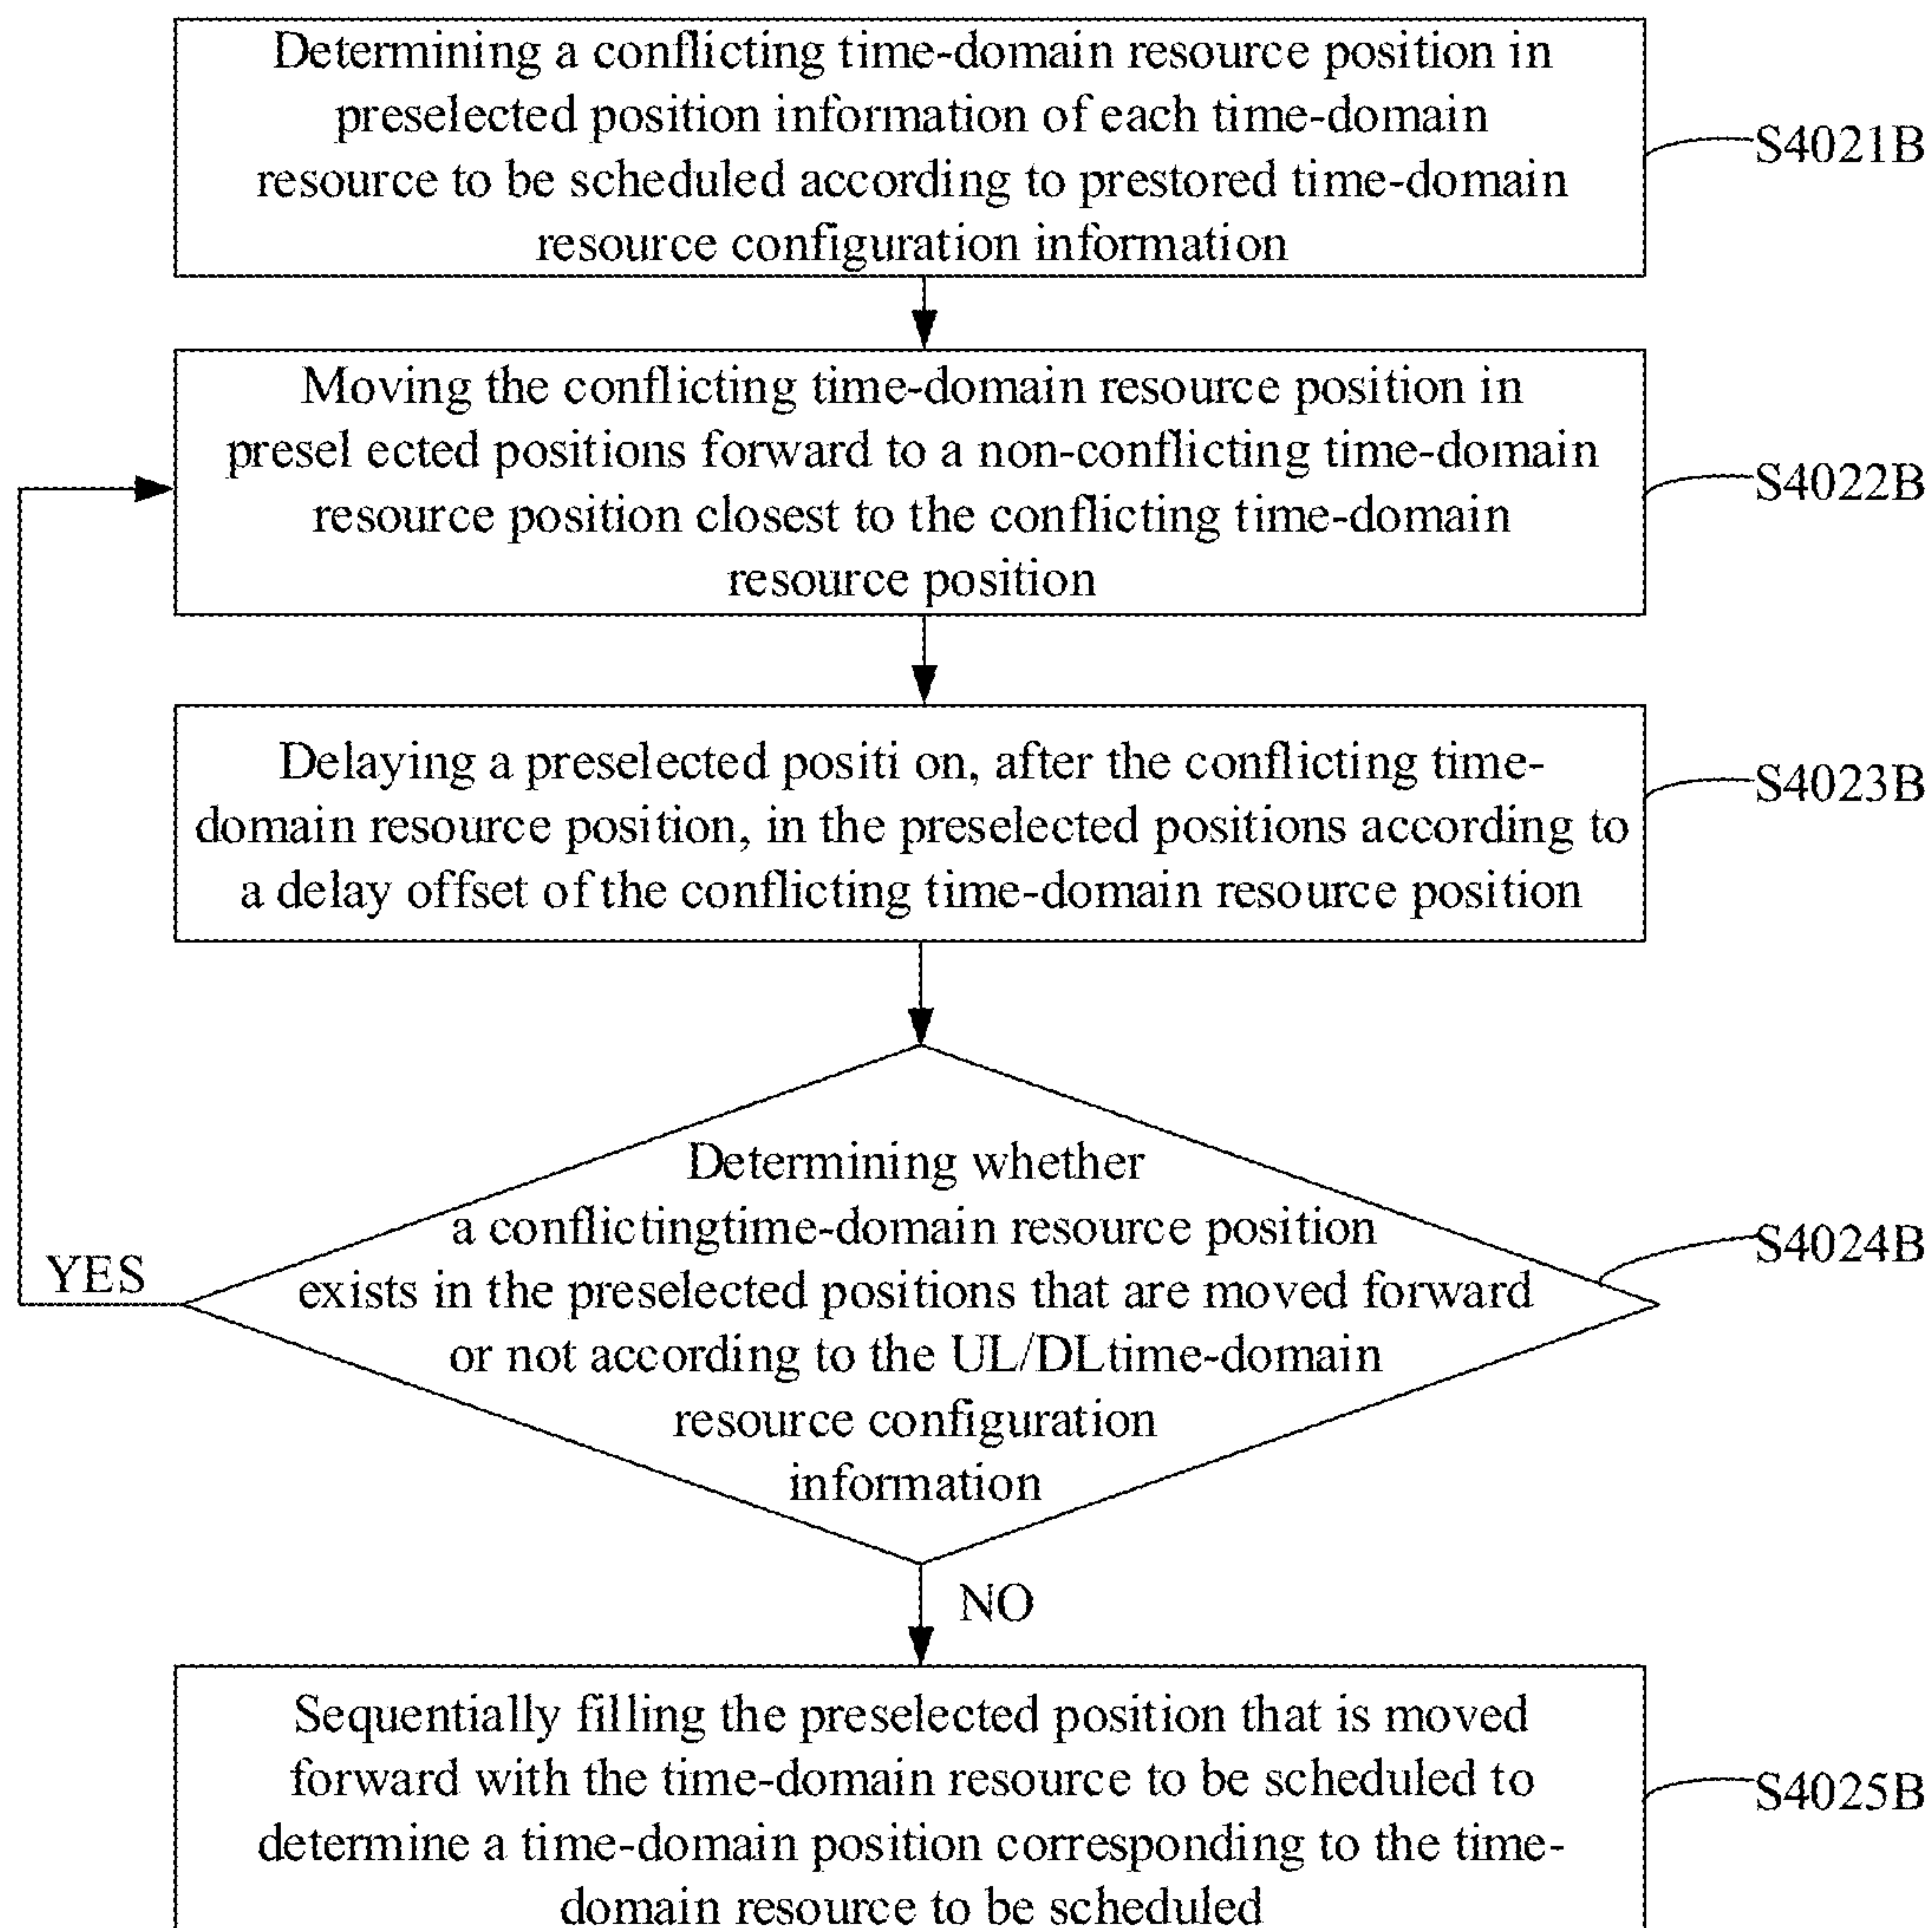 Determining a conflicting time-domain resource position in
preselected position information of each time-domain
resource to be scheduled according to prestored time-domain
resource configuration information
S4021B
Moving the conflicting time-domain resource position in
presel ected positions forward to a non-conflicting time-domain
resource position closest to the conflicting time-domain
resource position
S4022B
Delaying a preselected positi on, after the conflicting time-
domain resource position, in the preselected positions according to
a delay offset of the conflicting time-domain resource position
S4023B
Determining whether
a conflictingtime-domain resource position
exists in the preselected positions that are moved forward
or not according to the UL/DLtime-domain
resource configuration
information
S4024B
YES
NO
Sequentially filling the preselected position that is moved
forward with the time-domain resource to be scheduled to
determine a time-domain position corresponding to the time-
domain resource to be scheduled
S4025B